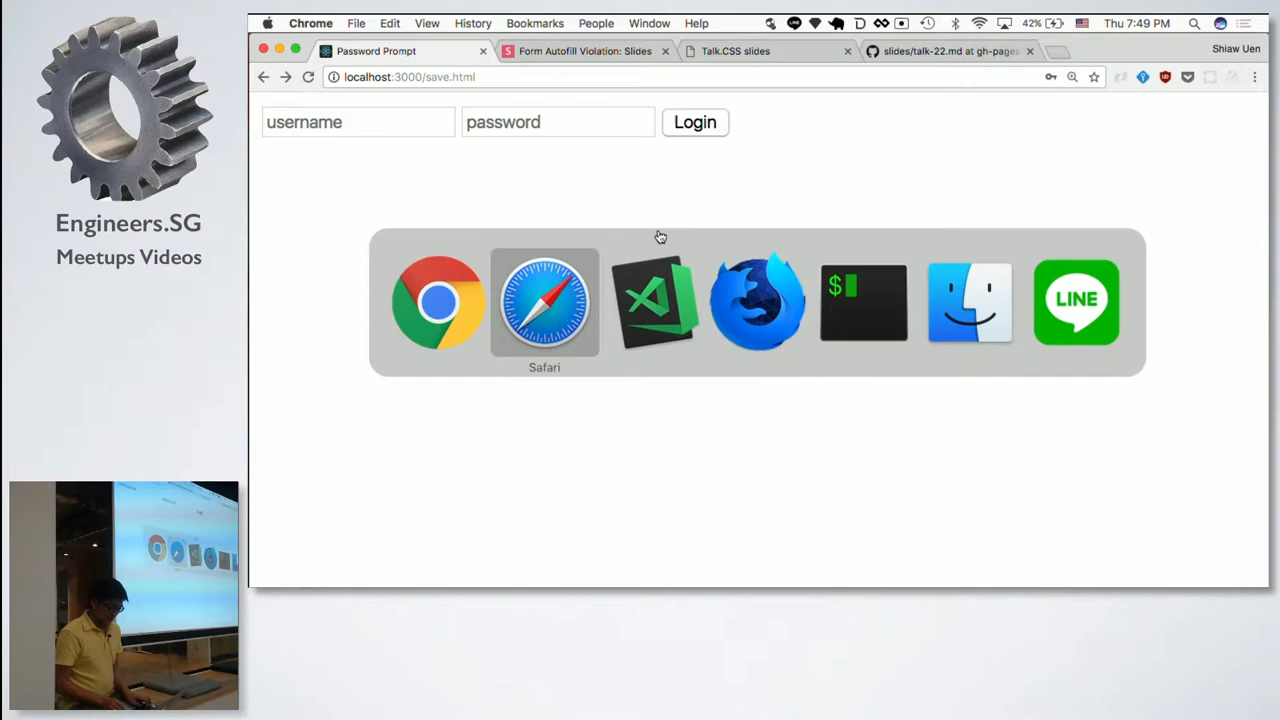 Engineers.SG
Meetups Videos
Chrome File Edit View History Bookmarks People Window Help
42% Thu 7:49 PM
Password Prompt
Form Autofill Violation: Slides
Talk.CSS slides
slides/talk-22.md at gh-pages
Shiaw Uen
localhost:3000/save.html
username
password
Login
$
LINE
Safari